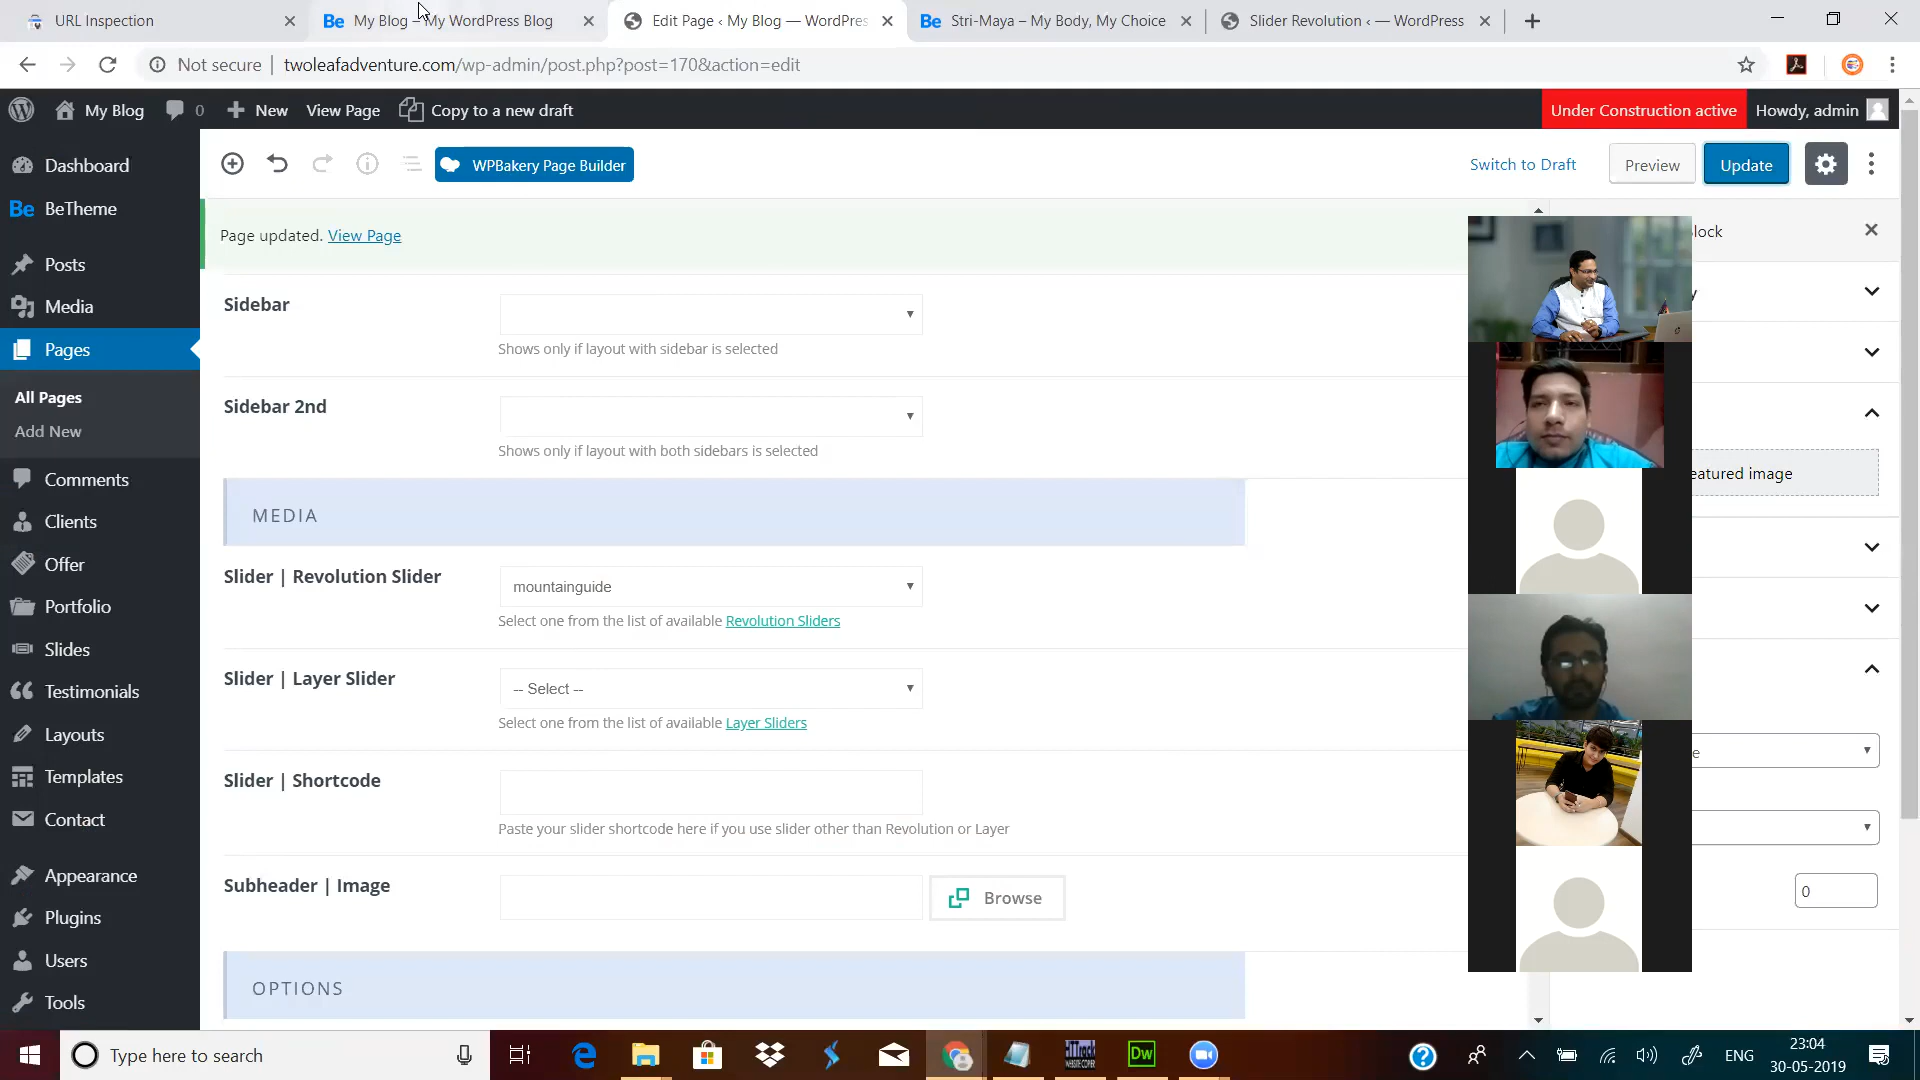 URL Inspection
Be My Blog – My WordPress Blog
Edit Page ‹ My Blog — WordPres
Be Stri-Maya – My Body, My Choice
Slider Revolution ‹ — WordPress
Not secure twoleafadventure.com/wp-admin/post.php?post=170&action=edit
My Blog 0 New View Page Copy to a new draft Under Construction active Howdy, admin
Dashboard
Be BeTheme
Posts
Media
Pages
All Pages
Add New
Comments
Clients
Offer
Portfolio
Slides
Testimonials
Layouts
Templates
Contact
Appearance
Plugins
Users
Tools
WPBakery Page Builder
Switch to Draft Preview Update
Page updated. View Page
Sidebar
Shows only if layout with sidebar is selected
Sidebar 2nd
Shows only if layout with both sidebars is selected
MEDIA
Slider | Revolution Slider
mountainguide
Select one from the list of available Revolution Sliders
Slider | Layer Slider
-- Select --
Select one from the list of available Layer Sliders
Slider | Shortcode
Paste your slider shortcode here if you use slider other than Revolution or Layer
Subheader | Image
Browse
OPTIONS
lock
y
eatured image
e
0
Type here to search
HTTrack
WEBSITE COPIER
Dw
ENG
23:04
30-05-2019